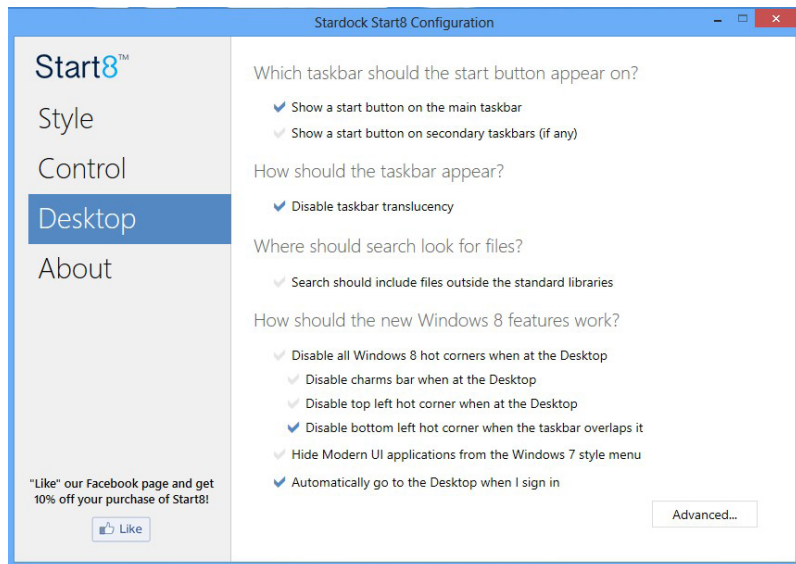 Stardock Start8 Configuration
Start8™
Style
Control
Desktop
About
"Like" our Facebook page and get
10% off your purchase of Start8!
Like
Which taskbar should the start button appear on?
Show a start button on the main taskbar
Show a start button on secondary taskbars (if any)
How should the taskbar appear?
Disable taskbar translucency
Where should search look for files?
Search should include files outside the standard libraries
How should the new Windows 8 features work?
Disable all Windows 8 hot corners when at the Desktop
Disable charms bar when at the Desktop
Disable top left hot corner when at the Desktop
Disable bottom left hot corner when the taskbar overlaps it
Hide Modern UI applications from the Windows 7 style menu
Automatically go to the Desktop when I sign in
Advanced...